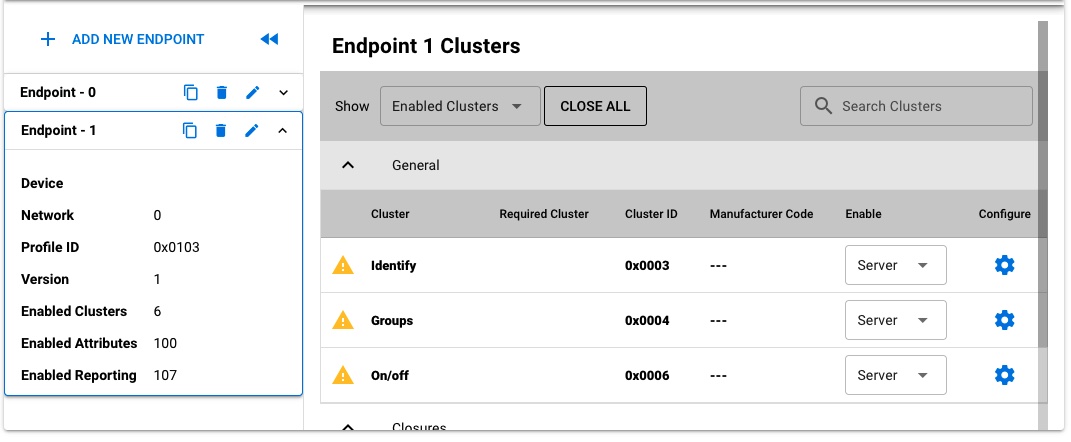 ADD NEW ENDPOINT
Endpoint - 0
Endpoint - 1
Device
Network 0
Profile ID 0x0103
Version 1
Enabled Clusters 6
Enabled Attributes 100
Enabled Reporting 107
Endpoint 1 Clusters
Show Enabled Clusters CLOSE ALL Search Clusters
General
Cluster Required Cluster Cluster ID Manufacturer Code Enable Configure
Identify 0x0003 --- Server
Groups 0x0004 --- Server
On/off 0x0006 --- Server
Closures